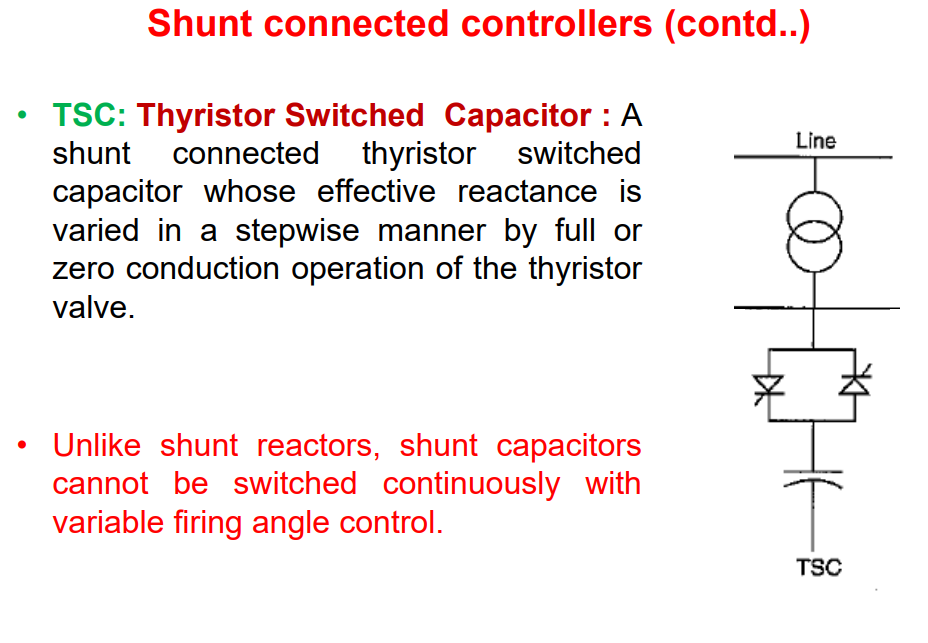 Shunt connected controllers (contd..)
• TSC: Thyristor Switched Capacitor : A
shunt connected thyristor switched
capacitor whose effective reactance is
varied in a stepwise manner by full or
zero conduction operation of the thyristor
valve.
• Unlike shunt reactors, shunt capacitors
cannot be switched continuously with
variable firing angle control.
Line
TSC